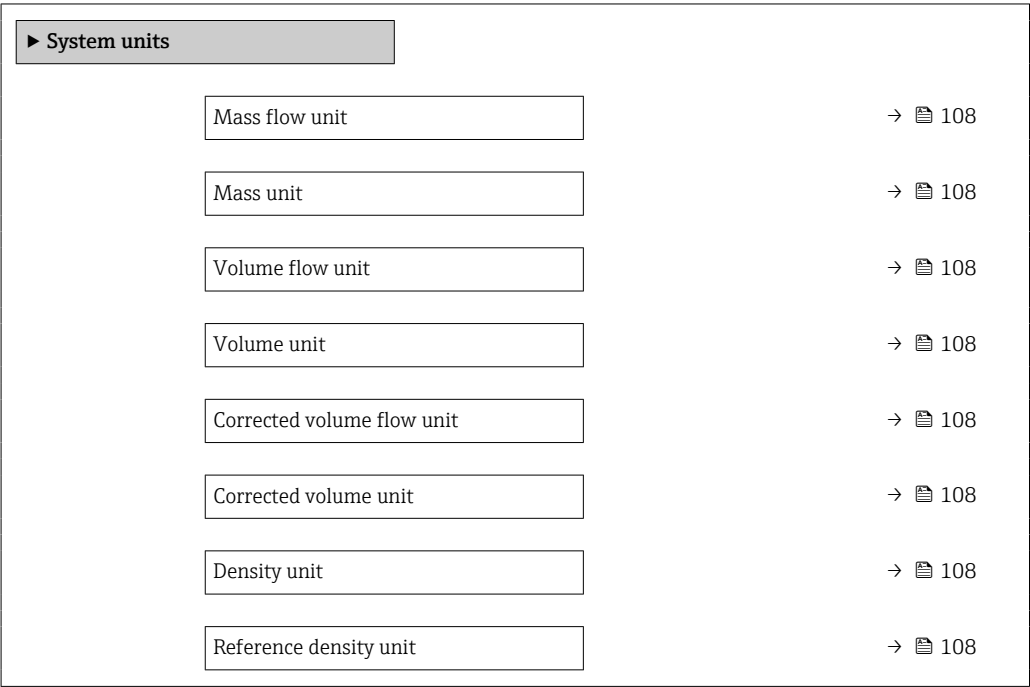 ▶ System units
Mass flow unit → 🖹 108
Mass unit → 🖹 108
Volume flow unit → 🖹 108
Volume unit → 🖹 108
Corrected volume flow unit → 🖹 108
Corrected volume unit → 🖹 108
Density unit → 🖹 108
Reference density unit → 🖹 108